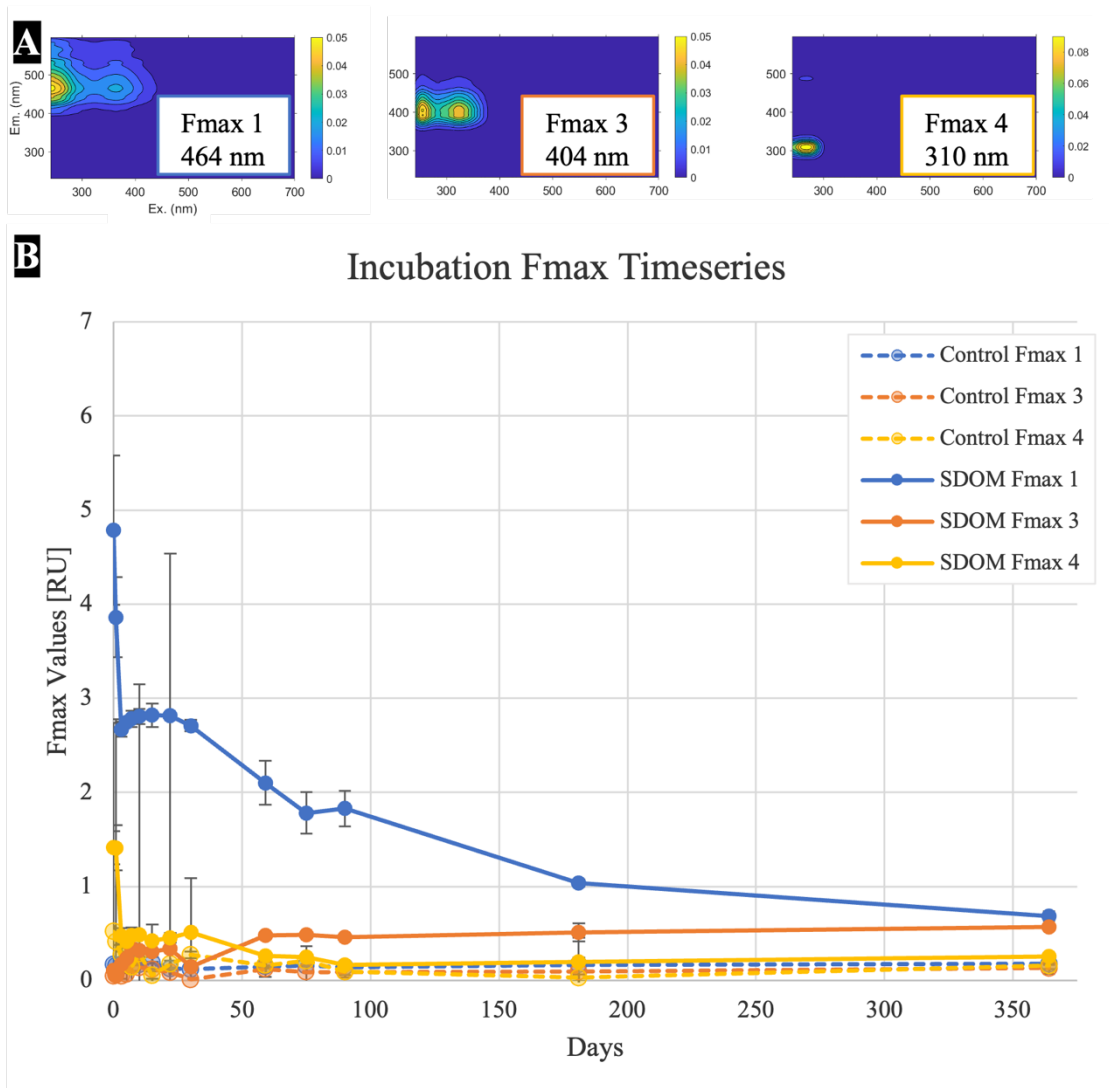 A
Em. (nm)
500
400
300
300 400 500 600 700
Ex. (nm)
Fmax 1
464 nm
0.05
0.04
0.03
0.02
0.01
0
500
400
300
300 400 500 600 700
Fmax 3
404 nm
0.05
0.04
0.03
0.02
0.01
0
500
400
300
300 400 500 600 700
Fmax 4
310 nm
0.08
0.06
0.04
0.02
0
B
Incubation Fmax Timeseries
Fmax Values [RU]
7
6
5
4
3
2
1
0
0 50 100 150 200 250 300 350
Days
Control Fmax 1
Control Fmax 3
Control Fmax 4
SDOM Fmax 1
SDOM Fmax 3
SDOM Fmax 4